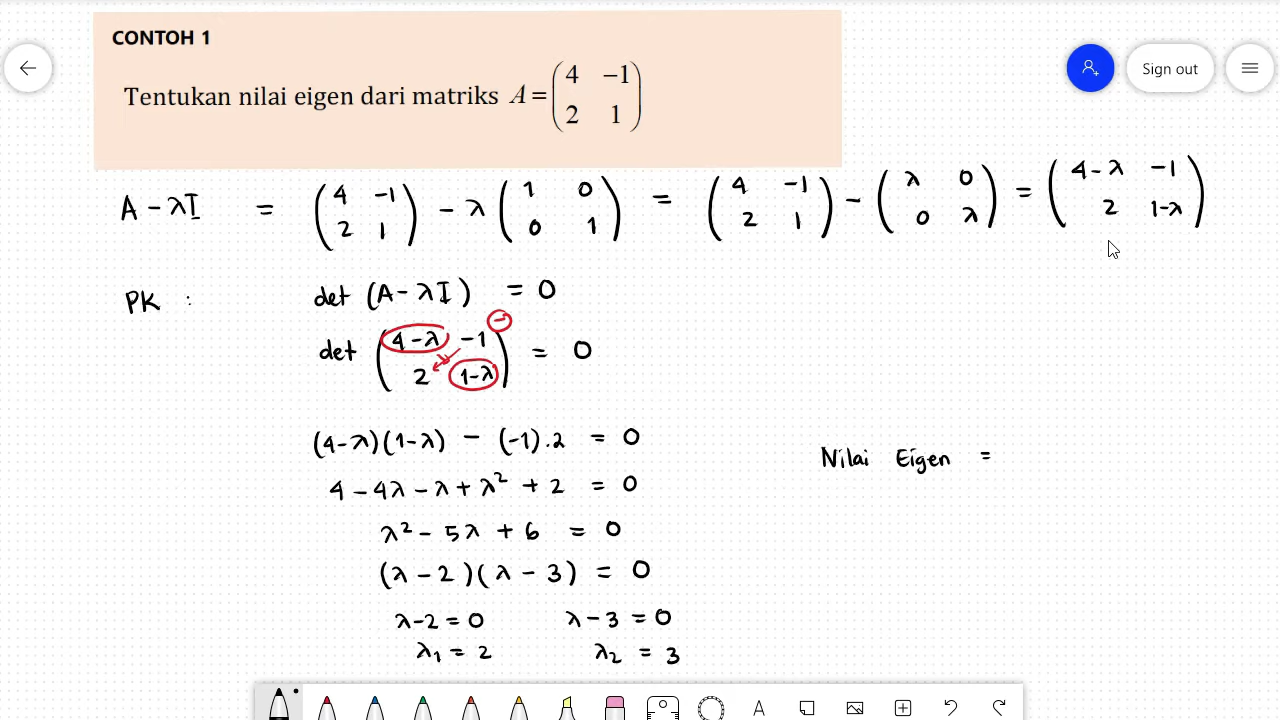 CONTOH 1
Sign out
Tentukan nilai eigen dari matriks A = (4 −1; 2 1)
A - λI = (4 -1; 2 1) - λ (1 0; 0 1) = (4 -1; 2 1) - (λ 0; 0 λ) = (4-λ -1; 2 1-λ)
PK : det (A - λI) = 0
det (4-λ -1; 2 1-λ) = 0
-
(4-λ)(1-λ) - (-1).2 = 0
Nilai Eigen =
4 - 4λ - λ + λ² + 2 = 0
λ² - 5λ + 6 = 0
(λ - 2)(λ - 3) = 0
λ-2 = 0 λ-3 = 0
λ₁ = 2 λ₂ = 3
A